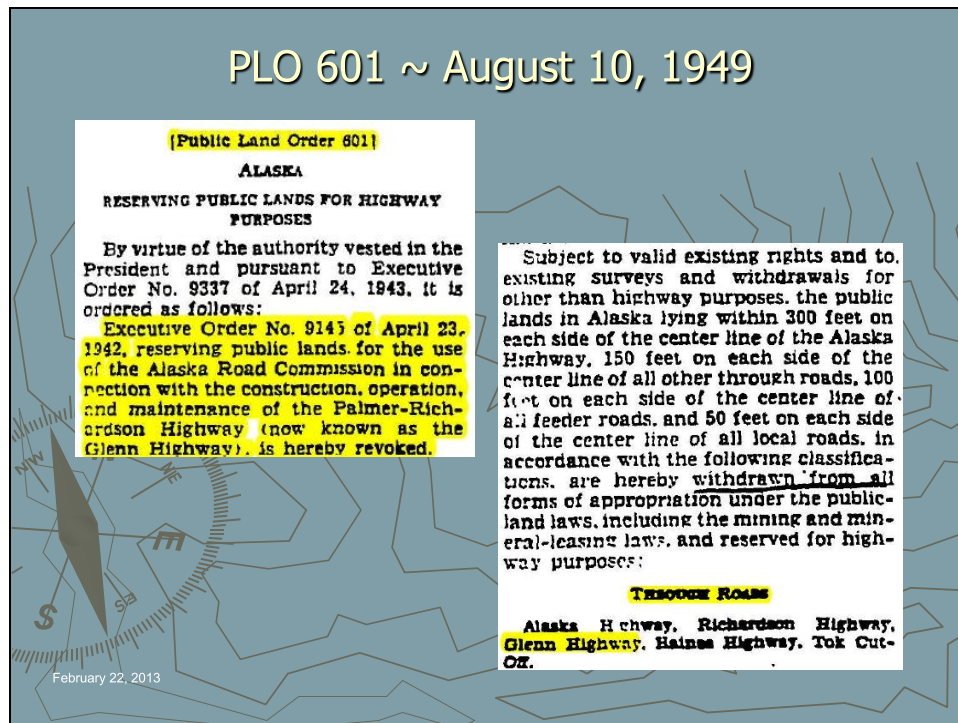 PLO 601 ~ August 10, 1949
[Public Land Order 601]
ALASKA
RESERVING PUBLIC LANDS FOR HIGHWAY
PURPOSES
By virtue of the authority vested in the
President and pursuant to Executive
Order No. 9337 of April 24, 1943, it is
ordered as follows:
Executive Order No. 9145 of April 23,
1942, reserving public lands for the use
of the Alaska Road Commission in con-
nection with the construction, operation,
and maintenance of the Palmer-Rich-
ardson Highway (now known as the
Glenn Highway), is hereby revoked.
Subject to valid existing rights and to
existing surveys and withdrawals for
other than highway purposes, the public
lands in Alaska lying within 300 feet on
each side of the center line of the Alaska
Highway, 150 feet on each side of the
center line of all other through roads, 100
feet on each side of the center line of
all feeder roads, and 50 feet on each side
of the center line of all local roads, in
accordance with the following classifica-
tions, are hereby withdrawn from all
forms of appropriation under the public-
land laws, including the mining and min-
eral-leasing laws, and reserved for high-
way purposes:
THROUGH ROADS
Alaska Highway, Richardson Highway,
Glenn Highway, Haines Highway, Tok Cut-
Off.
NW
NE
E
S
ES
February 22, 2013